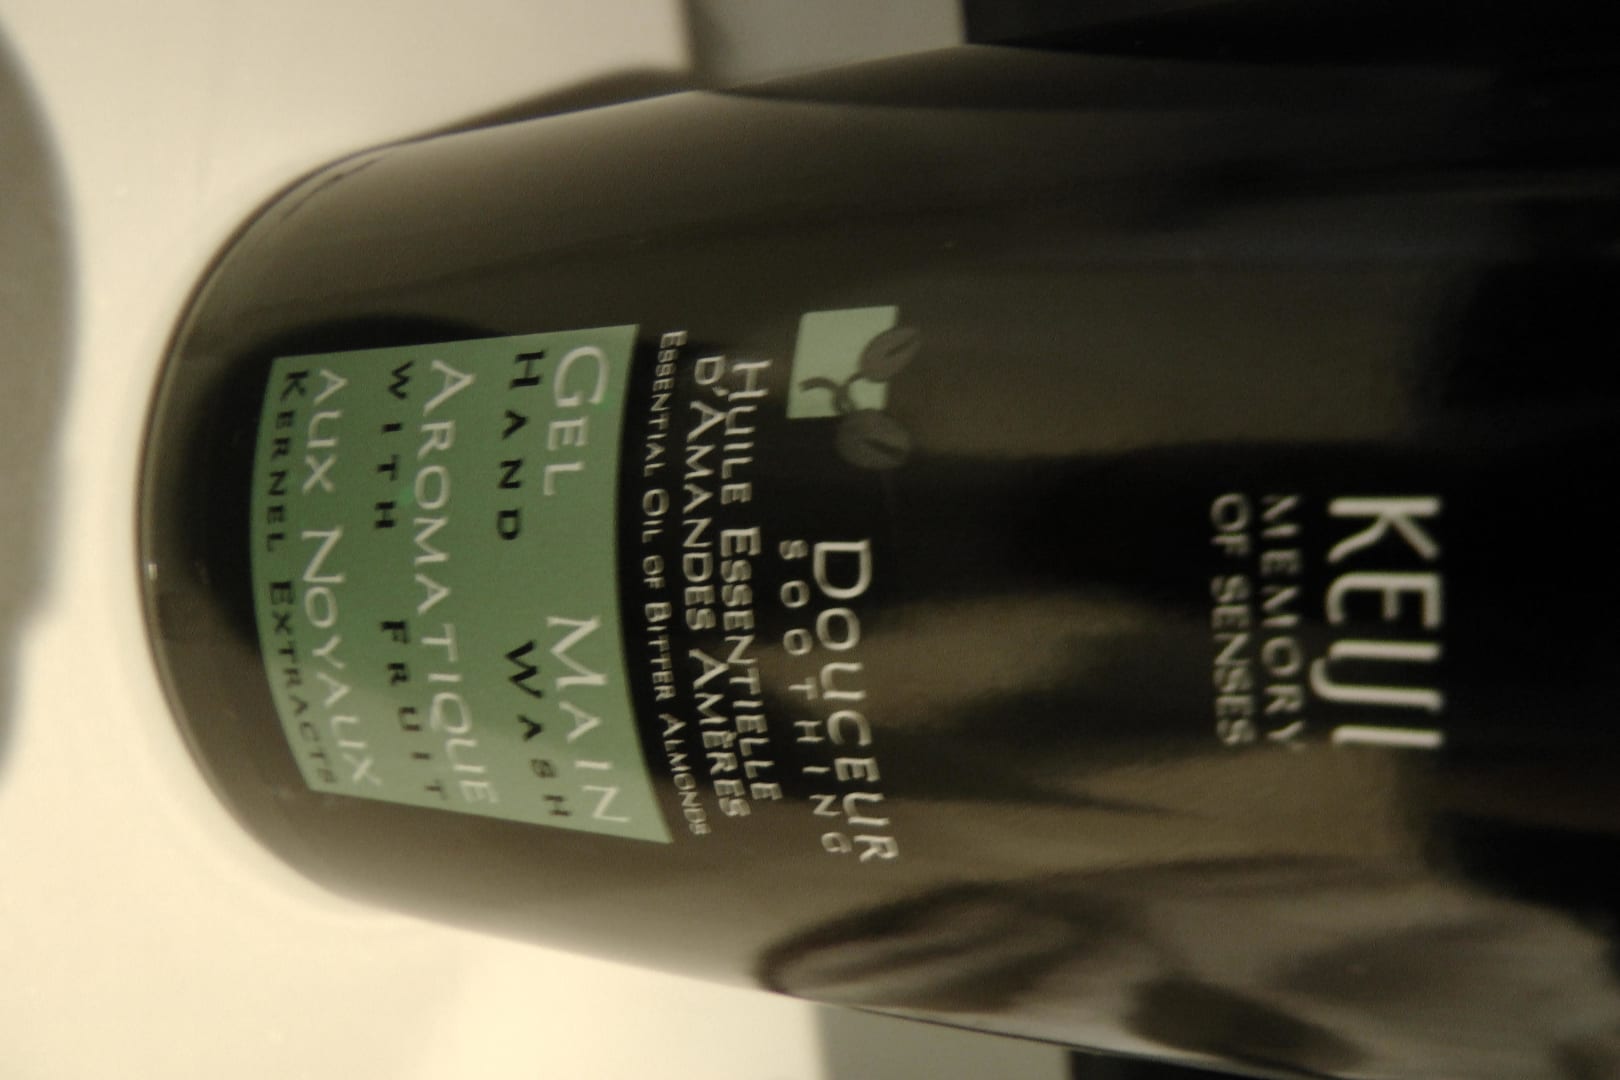 KEIJI
MEMORY
OF SENSES
DOUCEUR
SOOTHING
HUILE ESSENTIELLE
D'AMANDES AMÈRES
ESSENTIAL OIL OF BITTER ALMONDS
GEL MAIN
HAND WASH
AROMATIQUE
WITH FRUIT
AUX NOYAUX
KERNEL EXTRACTS